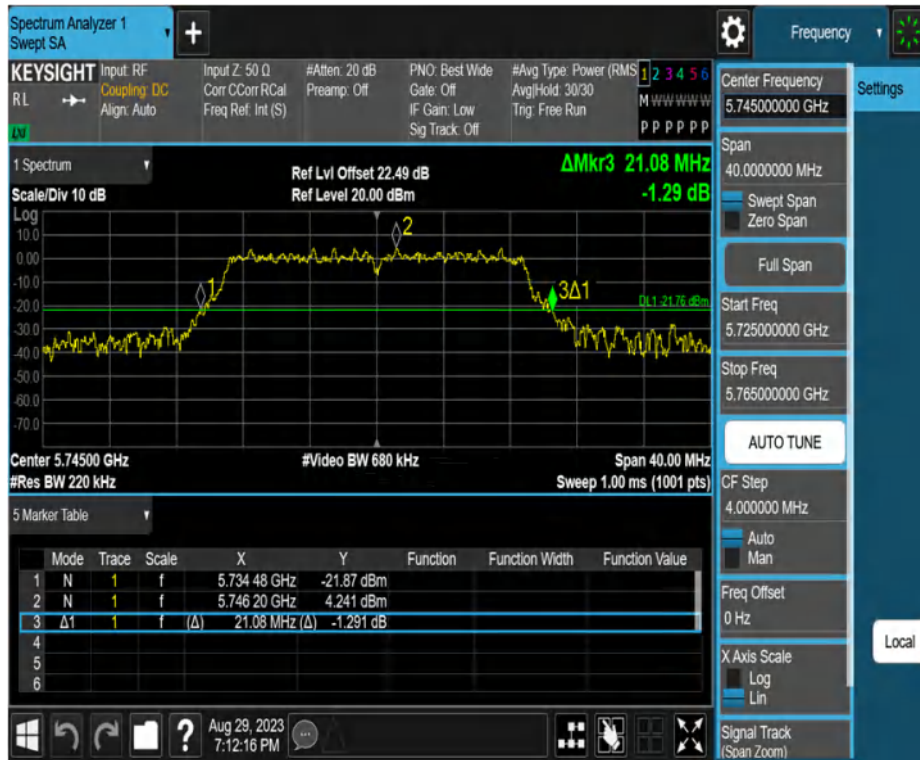 Spectrum Analyzer 1
Swept SA
+
Frequency
KEYSIGHT
RL
LXI
Input: RF
Coupling: DC
Align: Auto
Input Z: 50 Ω
Corr CCorr RCal
Freq Ref: Int (S)
#Atten: 20 dB
Preamp: Off
PNO: Best Wide
Gate: Off
IF Gain: Low
Sig Track: Off
#Avg Type: Power (RMS
Avg|Hold: 30/30
Trig: Free Run
1 2 3 4 5 6
M W W W W W
P P P P P P
Center Frequency
5.745000000 GHz
Settings
Span
40.0000000 MHz
Swept Span
Zero Span
Full Span
Start Freq
5.725000000 GHz
Stop Freq
5.765000000 GHz
AUTO TUNE
CF Step
4.000000 MHz
Auto
Man
Freq Offset
0 Hz
X Axis Scale
Log
Lin
Local
Signal Track
(Span Zoom)
1 Spectrum
Scale/Div 10 dB
Ref Lvl Offset 22.49 dB
Ref Level 20.00 dBm
ΔMkr3 21.08 MHz
-1.29 dB
Log
10.0
0.00
-10.0
-20.0
-30.0
-40.0
-50.0
-60.0
-70.0
1
2
3Δ1
DL1 -21.76 dBm
Center 5.74500 GHz
#Video BW 680 kHz
Span 40.00 MHz
#Res BW 220 kHz
Sweep 1.00 ms (1001 pts)
5 Marker Table
Mode Trace Scale X Y Function Function Width Function Value
1 N 1 f 5.734 48 GHz -21.87 dBm
2 N 1 f 5.746 20 GHz 4.241 dBm
3 Δ1 1 f (Δ) 21.08 MHz (Δ) -1.291 dB
4
5
6
?
Aug 29, 2023
7:12:16 PM